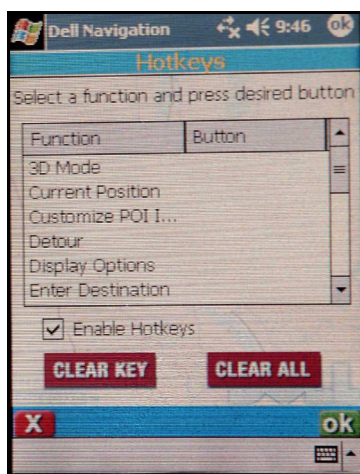 Dell Navigation 9:46 ok
Hotkeys
Select a function and press desired button
Function Button
3D Mode
Current Position
Customize POI I...
Detour
Display Options
Enter Destination
Enable Hotkeys
CLEAR KEY CLEAR ALL
X ok